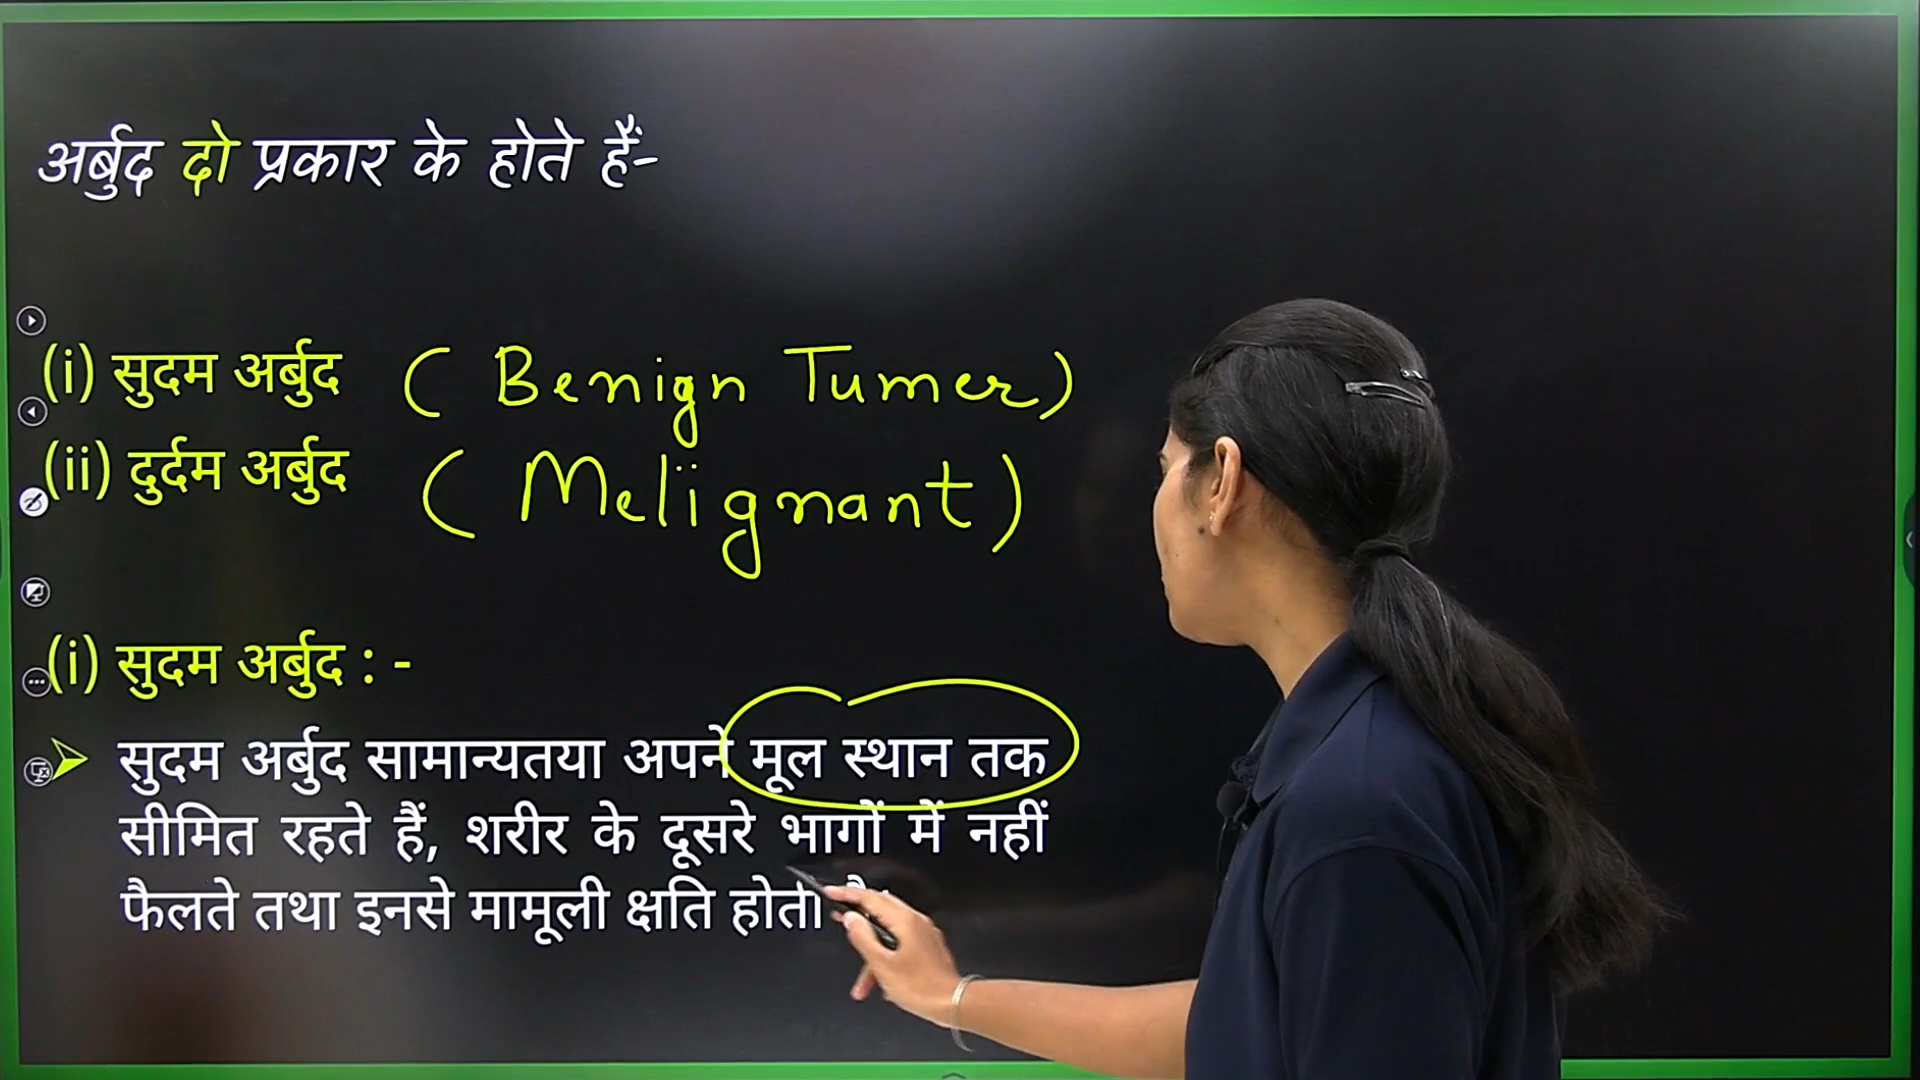 अर्बुद दो प्रकार के होते हैं-
(i) सुदम अर्बुद ( Benign Tumer )
(ii) दुर्दम अर्बुद ( Melignant )
(i) सुदम अर्बुद : -
सुदम अर्बुद सामान्यतया अपने मूल स्थान तक
सीमित रहते हैं, शरीर के दूसरे भागों में नहीं
फैलते तथा इनसे मामूली क्षति होती